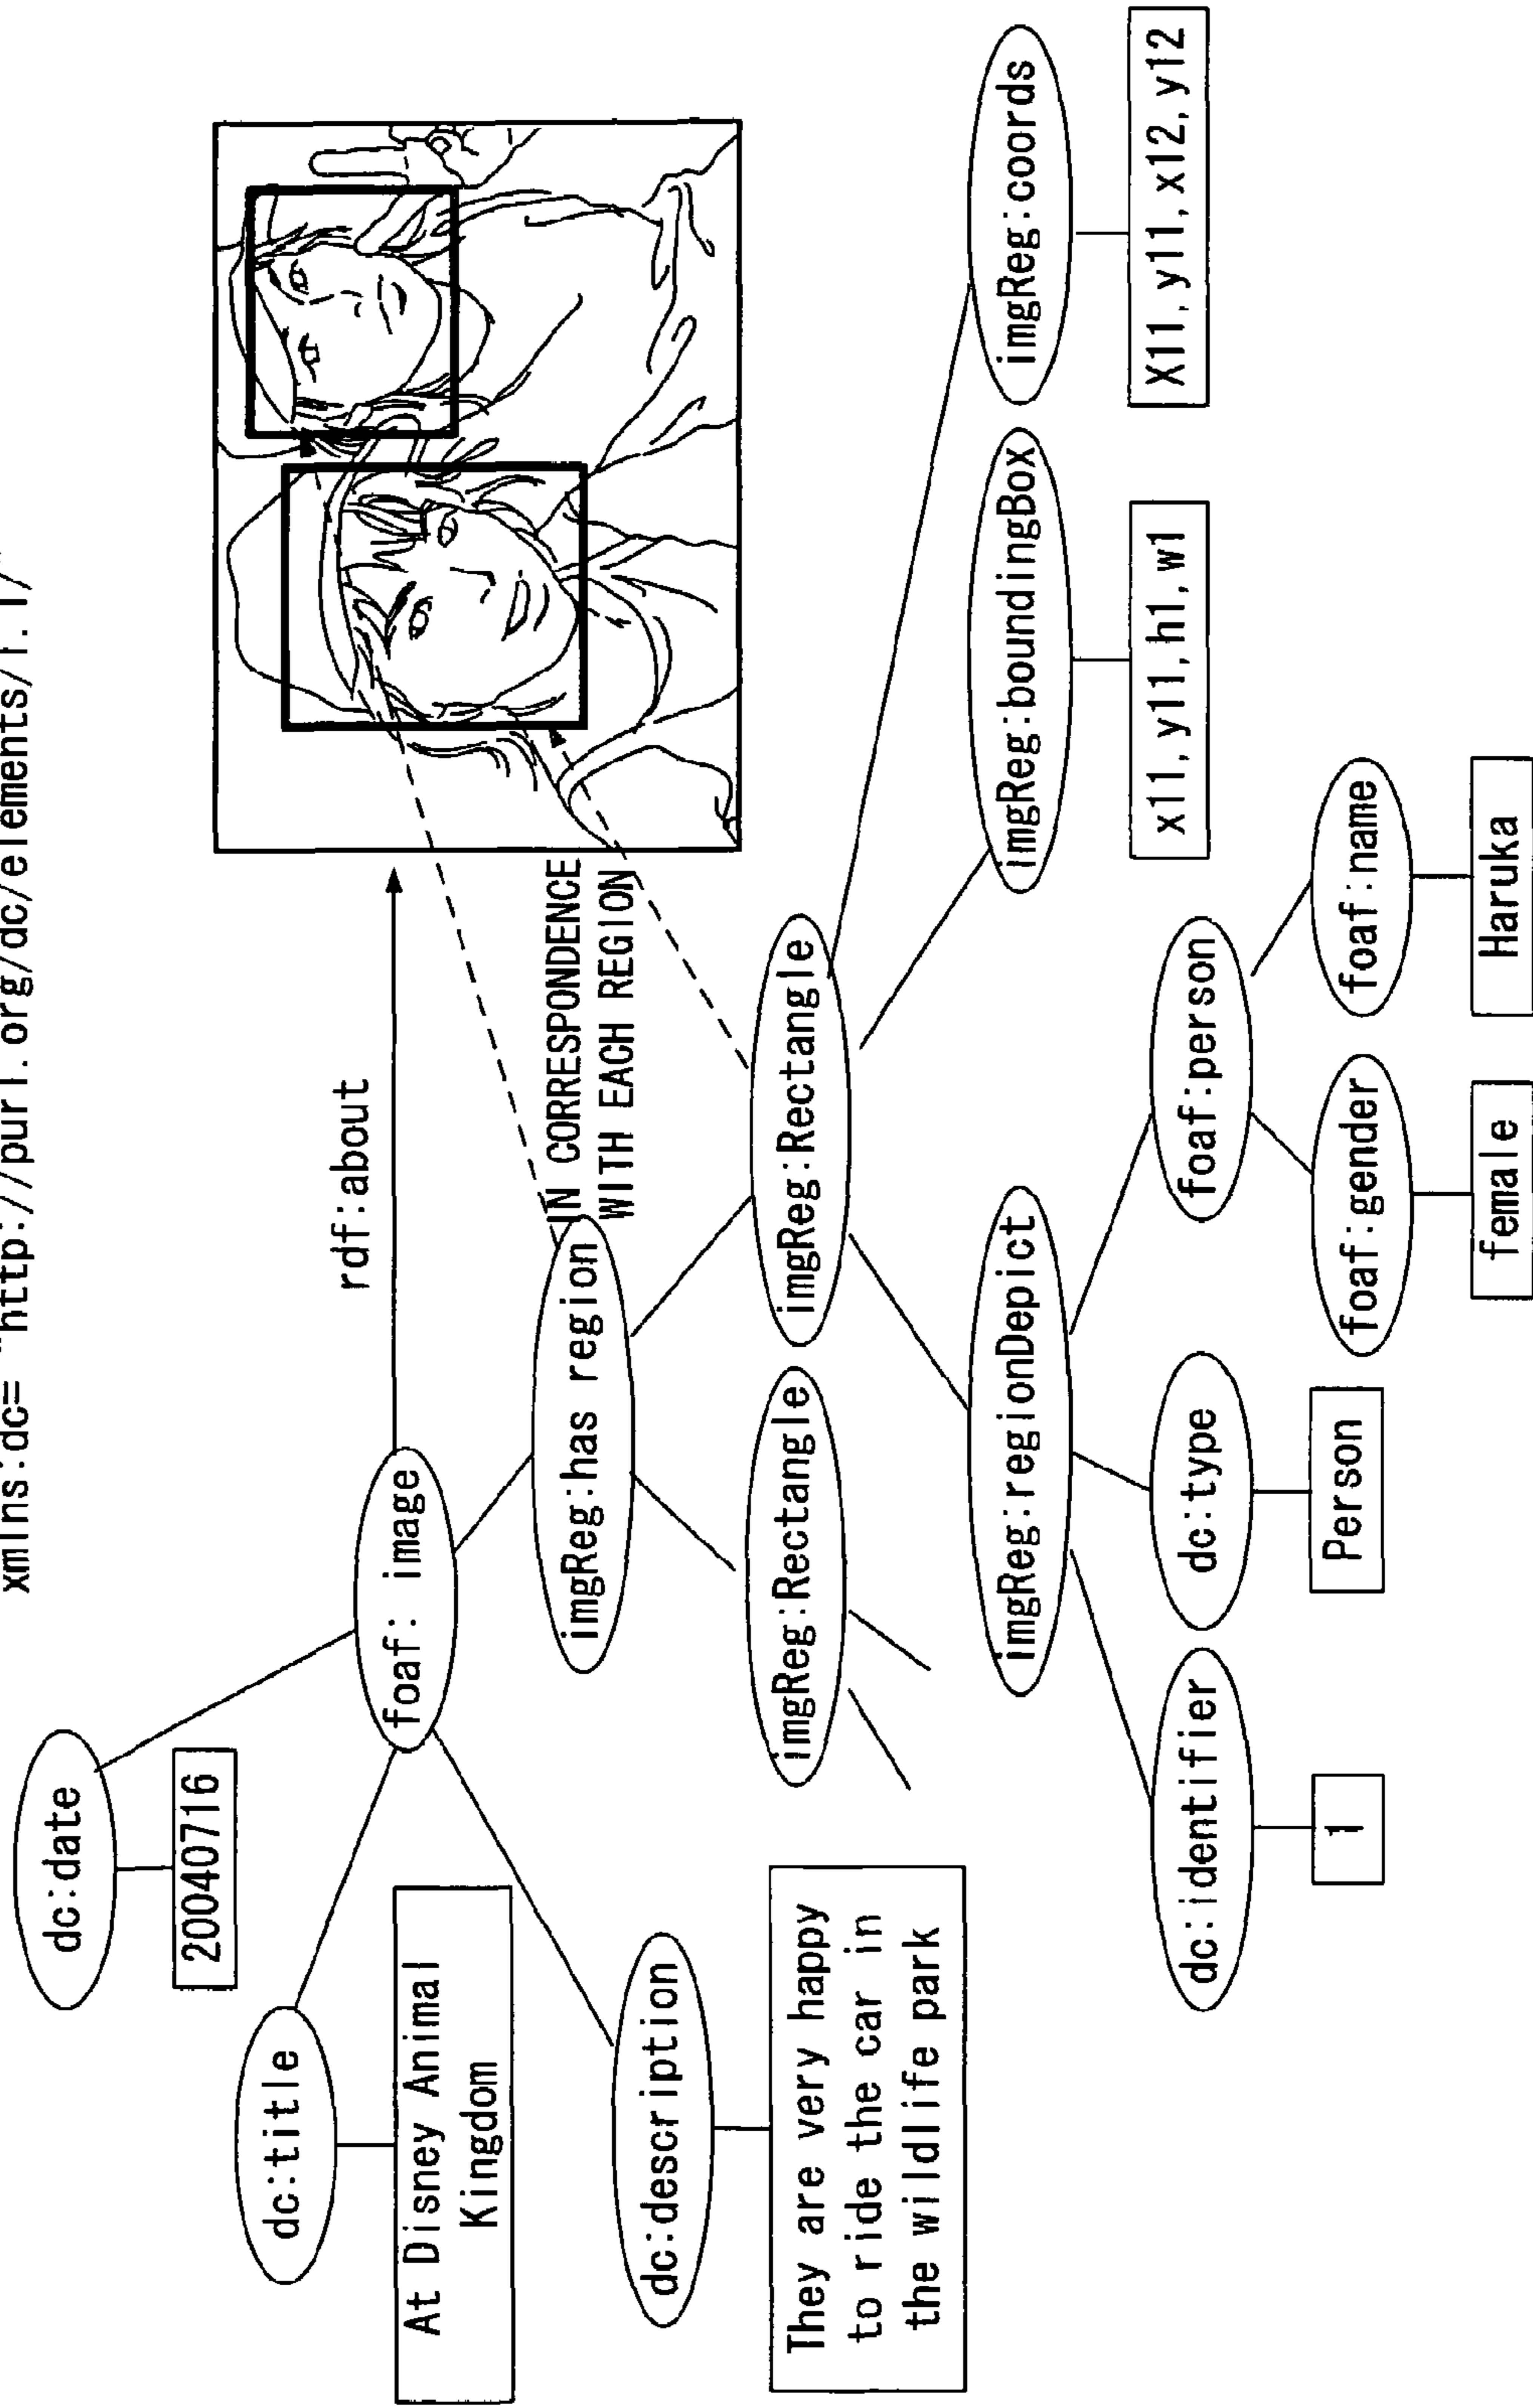 xmlns:dc= "http://purl.org/dc/elements/1.1/"
dc:date
20040716
dc:title
At Disney Animal
Kingdom
foaf: image
rdf:about
dc:description
They are very happy
to ride the car in
the wildlife park
imgReg:has region
IN CORRESPONDENCE
WITH EACH REGION
imgReg:Rectangle
imgReg:Rectangle
imgReg:regionDepict
imgReg:boundingBox
imgReg:coords
x11,y11,h1,w1
X11,y11,x12,y12
dc:identifier
1
dc:type
Person
foaf:person
foaf:gender
female
foaf:name
Haruka